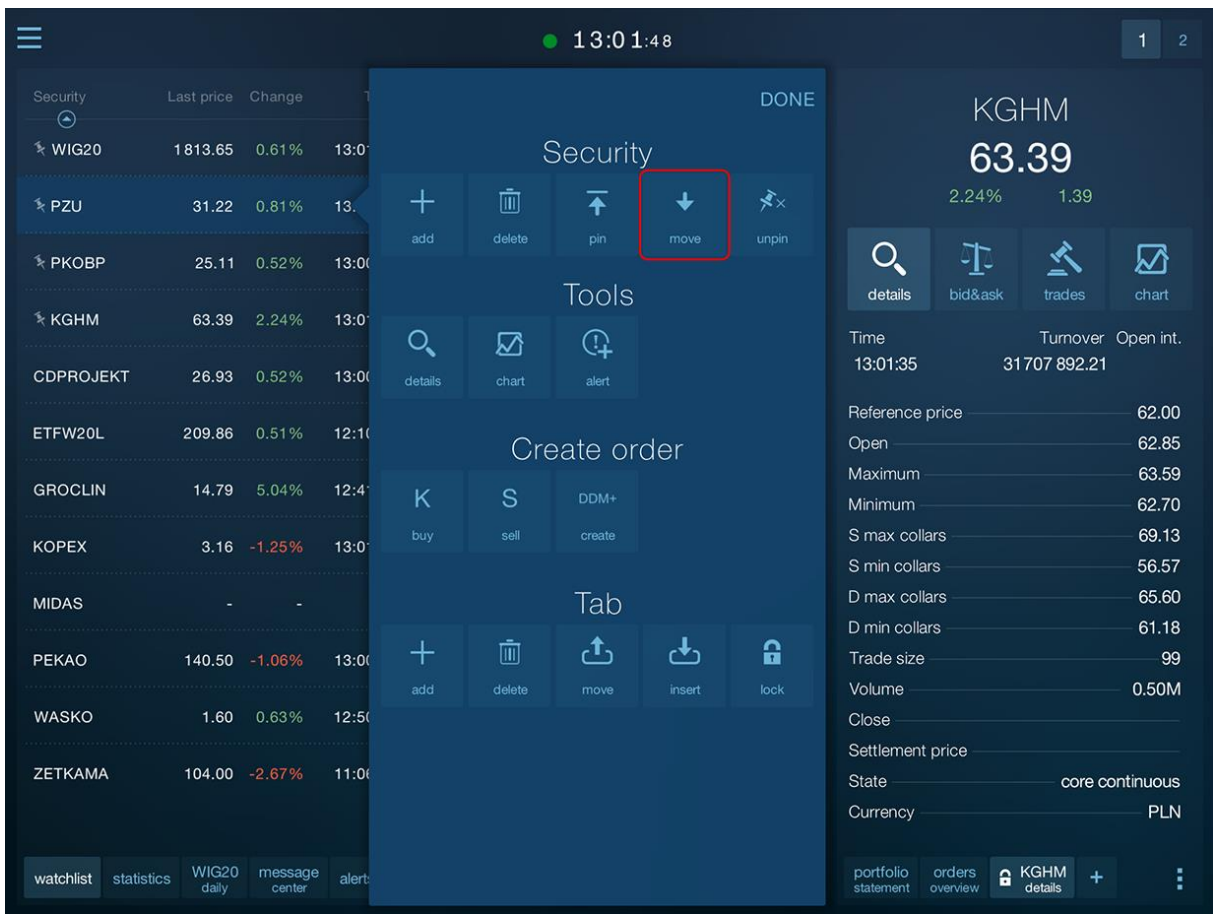 13:01:48
1 2
Security Last price Change
WIG20 1813.65 0.61% 13:0
PZU 31.22 0.81% 13.
PKOBP 25.11 0.52% 13:00
KGHM 63.39 2.24% 13:0
CDPROJEKT 26.93 0.52% 13:00
ETFW20L 209.86 0.51% 12:10
GROCLIN 14.79 5.04% 12:4
KOPEX 3.16 -1.25% 13:0
MIDAS - -
PEKAO 140.50 -1.06% 13:00
WASKO 1.60 0.63% 12:50
ZETKAMA 104.00 -2.67% 11:06
watchlist statistics WIG20 daily message center alerts
DONE
Security
add delete pin move unpin
Tools
details chart alert
Create order
K S DDM+
buy sell create
Tab
add delete move insert lock
KGHM
63.39
2.24% 1.39
details bid&ask trades chart
Time Turnover Open int.
13:01:35 31 707 892.21
Reference price 62.00
Open 62.85
Maximum 63.59
Minimum 62.70
S max collars 69.13
S min collars 56.57
D max collars 65.60
D min collars 61.18
Trade size 99
Volume 0.50M
Close
Settlement price
State core continuous
Currency PLN
portfolio statement orders overview KGHM details +